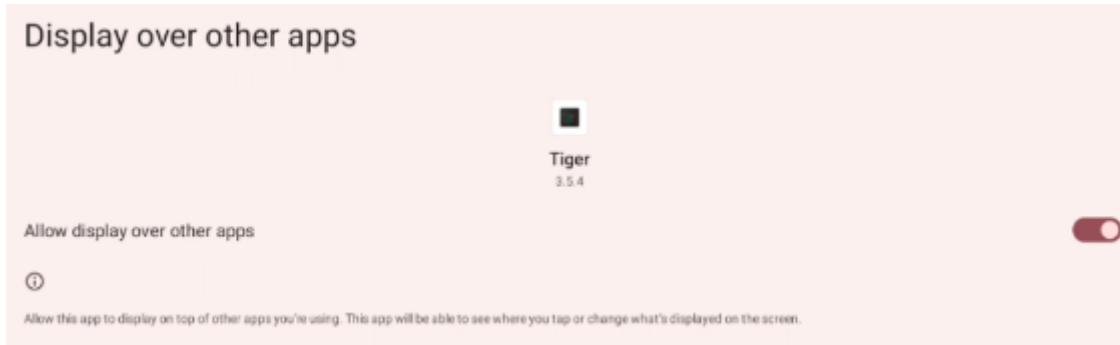 Display over other apps
Tiger
3.5.4
Allow display over other apps
Allow this app to display on top of other apps you're using. This app will be able to see where you tap or change what's displayed on the screen.